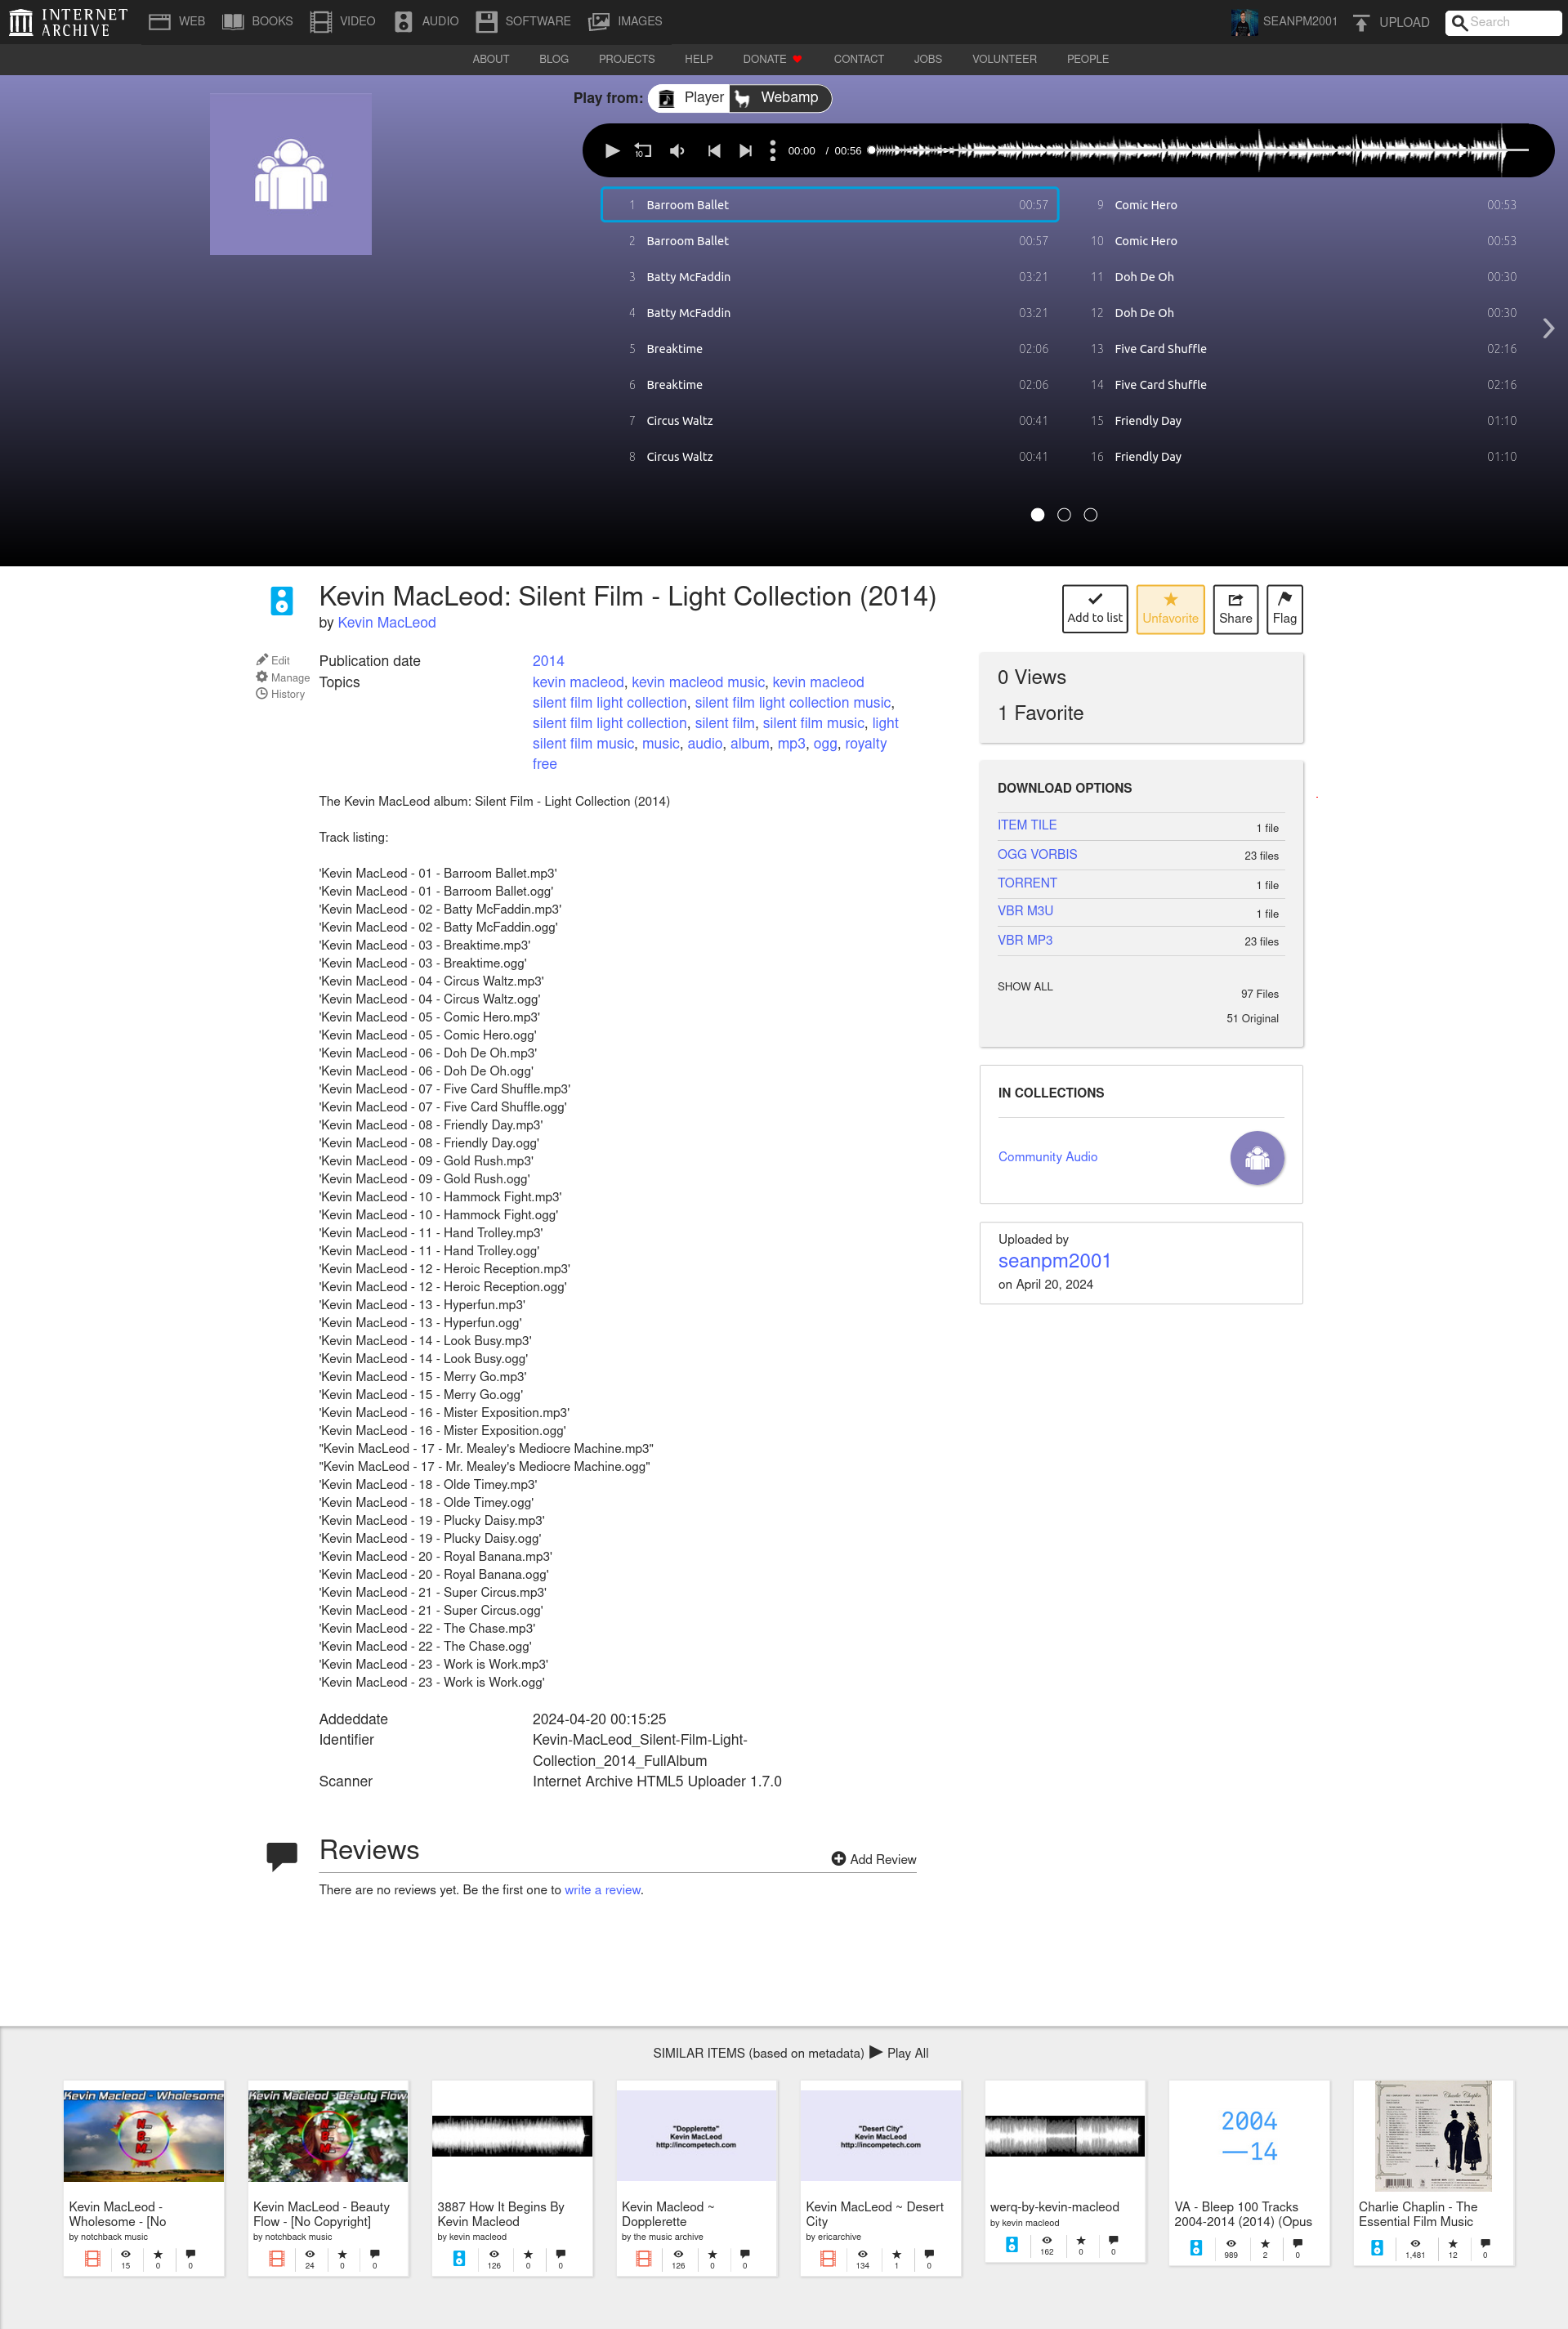 INTERNET ARCHIVE
WEB BOOKS VIDEO AUDIO SOFTWARE IMAGES SEANPM2001 UPLOAD Search
ABOUT BLOG PROJECTS HELP DONATE CONTACT JOBS VOLUNTEER PEOPLE
Play from: Player Webamp
10 00:00 / 00:56
1 Barroom Ballet 00:57
2 Barroom Ballet 00:57
3 Batty McFaddin 03:21
4 Batty McFaddin 03:21
5 Breaktime 02:06
6 Breaktime 02:06
7 Circus Waltz 00:41
8 Circus Waltz 00:41
9 Comic Hero 00:53
10 Comic Hero 00:53
11 Doh De Oh 00:30
12 Doh De Oh 00:30
13 Five Card Shuffle 02:16
14 Five Card Shuffle 02:16
15 Friendly Day 01:10
16 Friendly Day 01:10
Kevin MacLeod: Silent Film - Light Collection (2014)
by Kevin MacLeod
Add to list Unfavorite Share Flag
Edit
Manage
History
Publication date 2014
Topics kevin macleod, kevin macleod music, kevin macleod
silent film light collection, silent film light collection music,
silent film light collection, silent film, silent film music, light
silent film music, music, audio, album, mp3, ogg, royalty
free
The Kevin MacLeod album: Silent Film - Light Collection (2014)
Track listing:
'Kevin MacLeod - 01 - Barroom Ballet.mp3'
'Kevin MacLeod - 01 - Barroom Ballet.ogg'
'Kevin MacLeod - 02 - Batty McFaddin.mp3'
'Kevin MacLeod - 02 - Batty McFaddin.ogg'
'Kevin MacLeod - 03 - Breaktime.mp3'
'Kevin MacLeod - 03 - Breaktime.ogg'
'Kevin MacLeod - 04 - Circus Waltz.mp3'
'Kevin MacLeod - 04 - Circus Waltz.ogg'
'Kevin MacLeod - 05 - Comic Hero.mp3'
'Kevin MacLeod - 05 - Comic Hero.ogg'
'Kevin MacLeod - 06 - Doh De Oh.mp3'
'Kevin MacLeod - 06 - Doh De Oh.ogg'
'Kevin MacLeod - 07 - Five Card Shuffle.mp3'
'Kevin MacLeod - 07 - Five Card Shuffle.ogg'
'Kevin MacLeod - 08 - Friendly Day.mp3'
'Kevin MacLeod - 08 - Friendly Day.ogg'
'Kevin MacLeod - 09 - Gold Rush.mp3'
'Kevin MacLeod - 09 - Gold Rush.ogg'
'Kevin MacLeod - 10 - Hammock Fight.mp3'
'Kevin MacLeod - 10 - Hammock Fight.ogg'
'Kevin MacLeod - 11 - Hand Trolley.mp3'
'Kevin MacLeod - 11 - Hand Trolley.ogg'
'Kevin MacLeod - 12 - Heroic Reception.mp3'
'Kevin MacLeod - 12 - Heroic Reception.ogg'
'Kevin MacLeod - 13 - Hyperfun.mp3'
'Kevin MacLeod - 13 - Hyperfun.ogg'
'Kevin MacLeod - 14 - Look Busy.mp3'
'Kevin MacLeod - 14 - Look Busy.ogg'
'Kevin MacLeod - 15 - Merry Go.mp3'
'Kevin MacLeod - 15 - Merry Go.ogg'
'Kevin MacLeod - 16 - Mister Exposition.mp3'
'Kevin MacLeod - 16 - Mister Exposition.ogg'
"Kevin MacLeod - 17 - Mr. Mealey's Mediocre Machine.mp3"
"Kevin MacLeod - 17 - Mr. Mealey's Mediocre Machine.ogg"
'Kevin MacLeod - 18 - Olde Timey.mp3'
'Kevin MacLeod - 18 - Olde Timey.ogg'
'Kevin MacLeod - 19 - Plucky Daisy.mp3'
'Kevin MacLeod - 19 - Plucky Daisy.ogg'
'Kevin MacLeod - 20 - Royal Banana.mp3'
'Kevin MacLeod - 20 - Royal Banana.ogg'
'Kevin MacLeod - 21 - Super Circus.mp3'
'Kevin MacLeod - 21 - Super Circus.ogg'
'Kevin MacLeod - 22 - The Chase.mp3'
'Kevin MacLeod - 22 - The Chase.ogg'
'Kevin MacLeod - 23 - Work is Work.mp3'
'Kevin MacLeod - 23 - Work is Work.ogg'
Addeddate 2024-04-20 00:15:25
Identifier Kevin-MacLeod_Silent-Film-Light-
Collection_2014_FullAlbum
Scanner Internet Archive HTML5 Uploader 1.7.0
0 Views
1 Favorite
DOWNLOAD OPTIONS
ITEM TILE 1 file
OGG VORBIS 23 files
TORRENT 1 file
VBR M3U 1 file
VBR MP3 23 files
SHOW ALL 97 Files
51 Original
IN COLLECTIONS
Community Audio
Uploaded by
seanpm2001
on April 20, 2024
Reviews Add Review
There are no reviews yet. Be the first one to write a review.
SIMILAR ITEMS (based on metadata) Play All
Kevin Macleod - Wholesome
Kevin MacLeod -
Wholesome - [No
by notchback music
15 0 0
Kevin Macleod - Beauty Flow
Kevin MacLeod - Beauty
Flow - [No Copyright]
by notchback music
24 0 0
3887 How It Begins By
Kevin Macleod
by kevin macleod
126 0 0
"Dopplerette"
Kevin MacLeod
http://incompetech.com
Kevin Macleod ~
Dopplerette
by the music archive
126 0 0
"Desert City"
Kevin MacLeod
http://incompetech.com
Kevin MacLeod ~ Desert
City
by ericarchive
134 1 0
werq-by-kevin-macleod
by kevin macleod
162 0 0
2004
—14
VA - Bleep 100 Tracks
2004-2014 (2014) (Opus
989 2 0
Charlie Chaplin
Charlie Chaplin - The
Essential Film Music
1,481 12 0